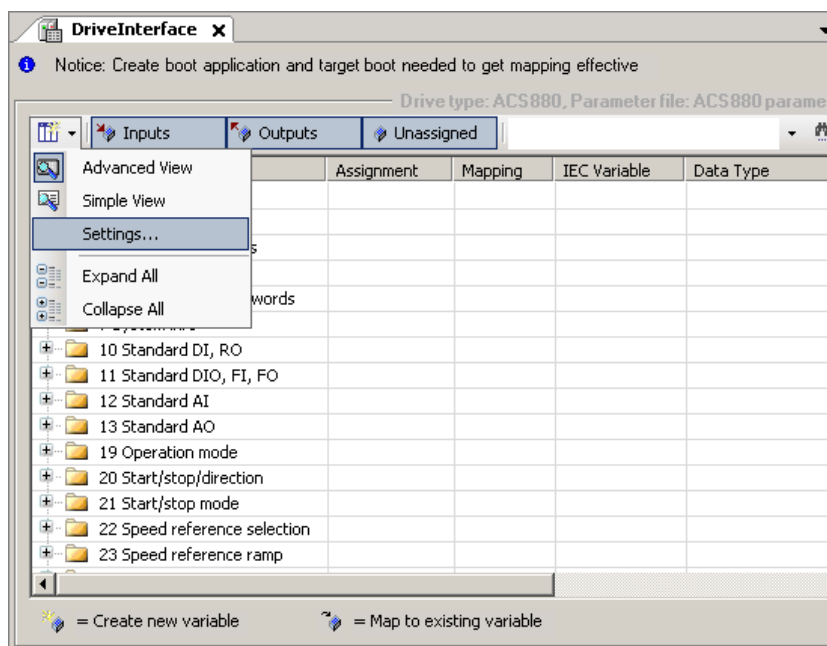 DriveInterface x
Notice: Create boot application and target boot needed to get mapping effective
Drive type: ACS880, Parameter file: ACS880 parame
Inputs Outputs Unassigned
Advanced View
Simple View
Settings...
Expand All
Collapse All
Assignment Mapping IEC Variable Data Type
s
words
10 Standard DI, RO
11 Standard DIO, FI, FO
12 Standard AI
13 Standard AO
19 Operation mode
20 Start/stop/direction
21 Start/stop mode
22 Speed reference selection
23 Speed reference ramp
= Create new variable = Map to existing variable